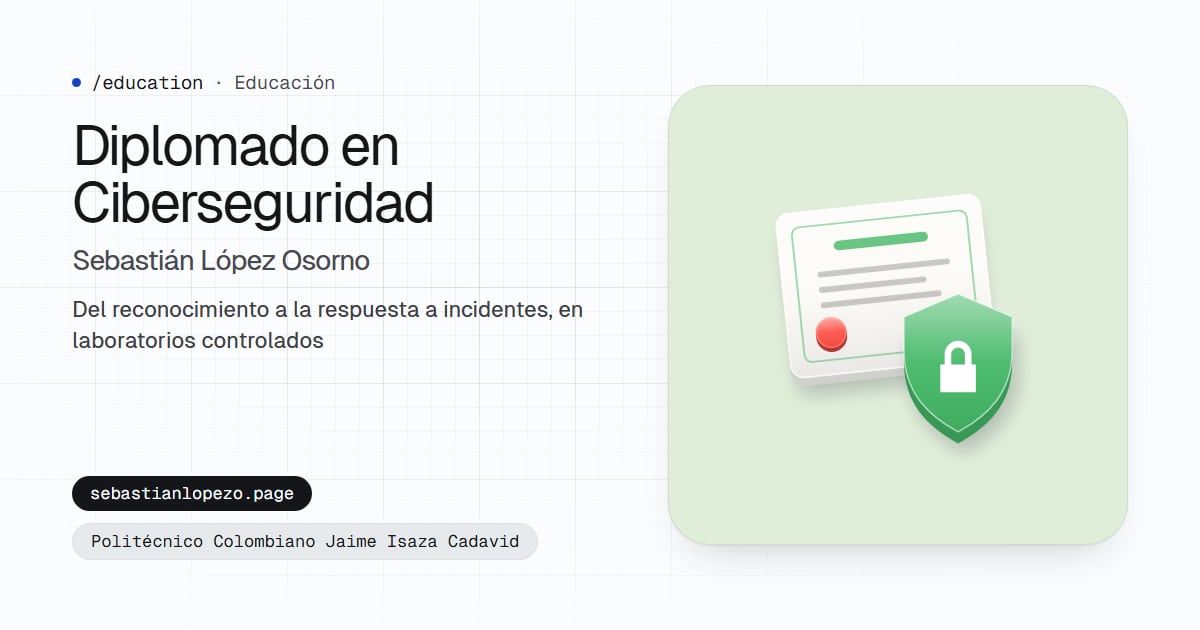 /education · Educación
Diplomado en
Ciberseguridad
Sebastián López Osorno
Del reconocimiento a la respuesta a incidentes, en
laboratorios controlados
sebastianlopezo.page
Politécnico Colombiano Jaime Isaza Cadavid